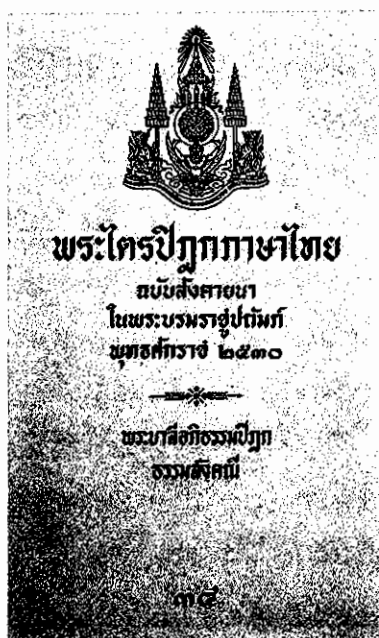 พระไตรปิฎกภาษาไทย
ฉบับสังคายนา
ในพระบรมราชูปถัมภ์
พุทธศักราช ๒๕๓๐
พระบาลีอภิธรรมปิฎก
ธรรมสังคณี
๓๔